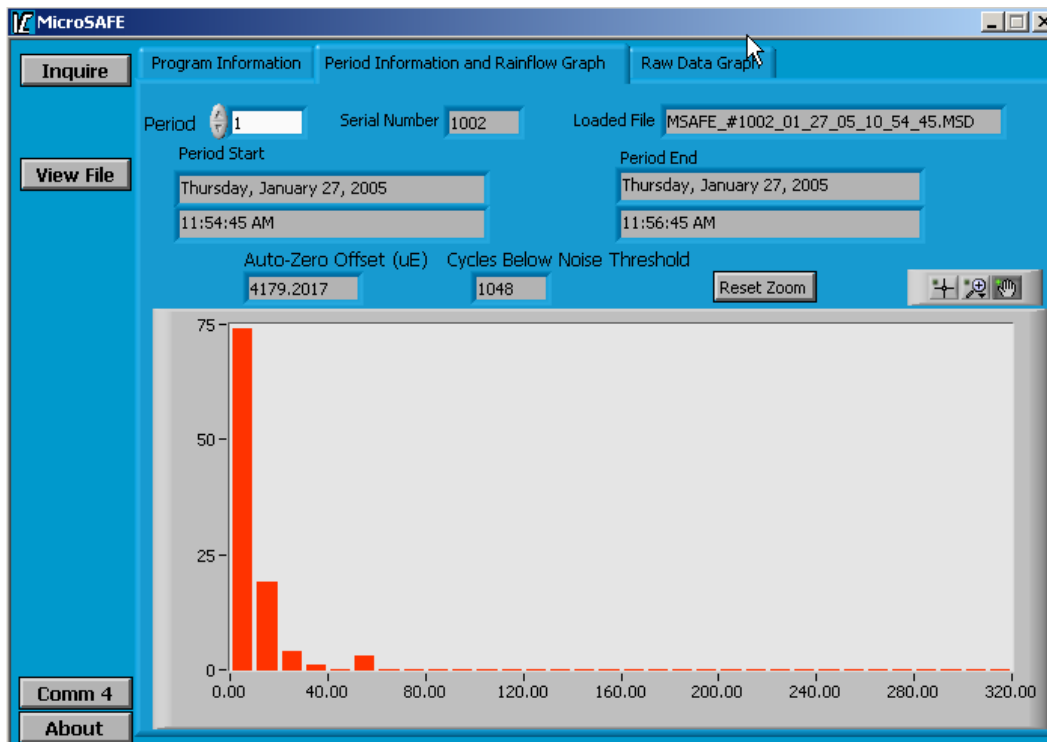 MicroSAFE
Inquire
Program Information
Period Information and Rainflow Graph
Raw Data Graph
Period 1
Serial Number 1002
Loaded File MSAFE_#1002_01_27_05_10_54_45.MSD
View File
Period Start
Period End
Thursday, January 27, 2005
Thursday, January 27, 2005
11:54:45 AM
11:56:45 AM
Auto-Zero Offset (uE)
Cycles Below Noise Threshold
4179.2017
1048
Reset Zoom
75
50
25
0
0.00 40.00 80.00 120.00 160.00 200.00 240.00 280.00 320.00
Comm 4
About